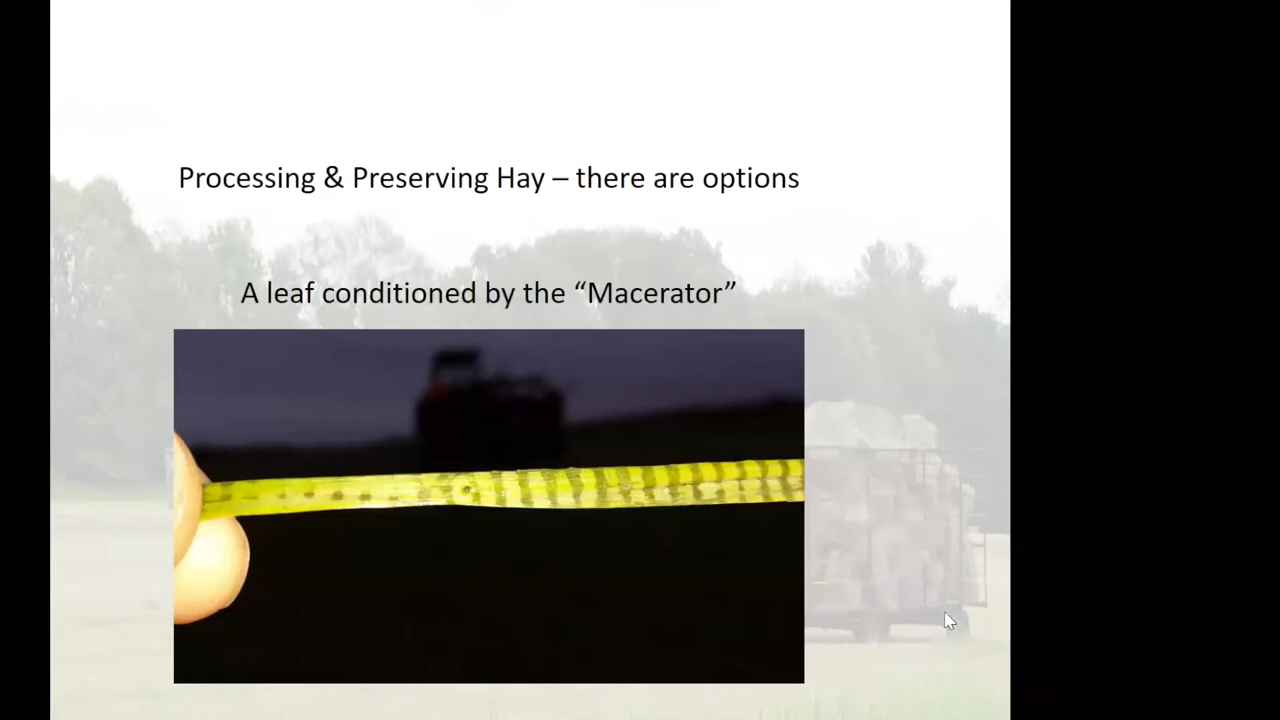 Processing & Preserving Hay – there are options
A leaf conditioned by the “Macerator”